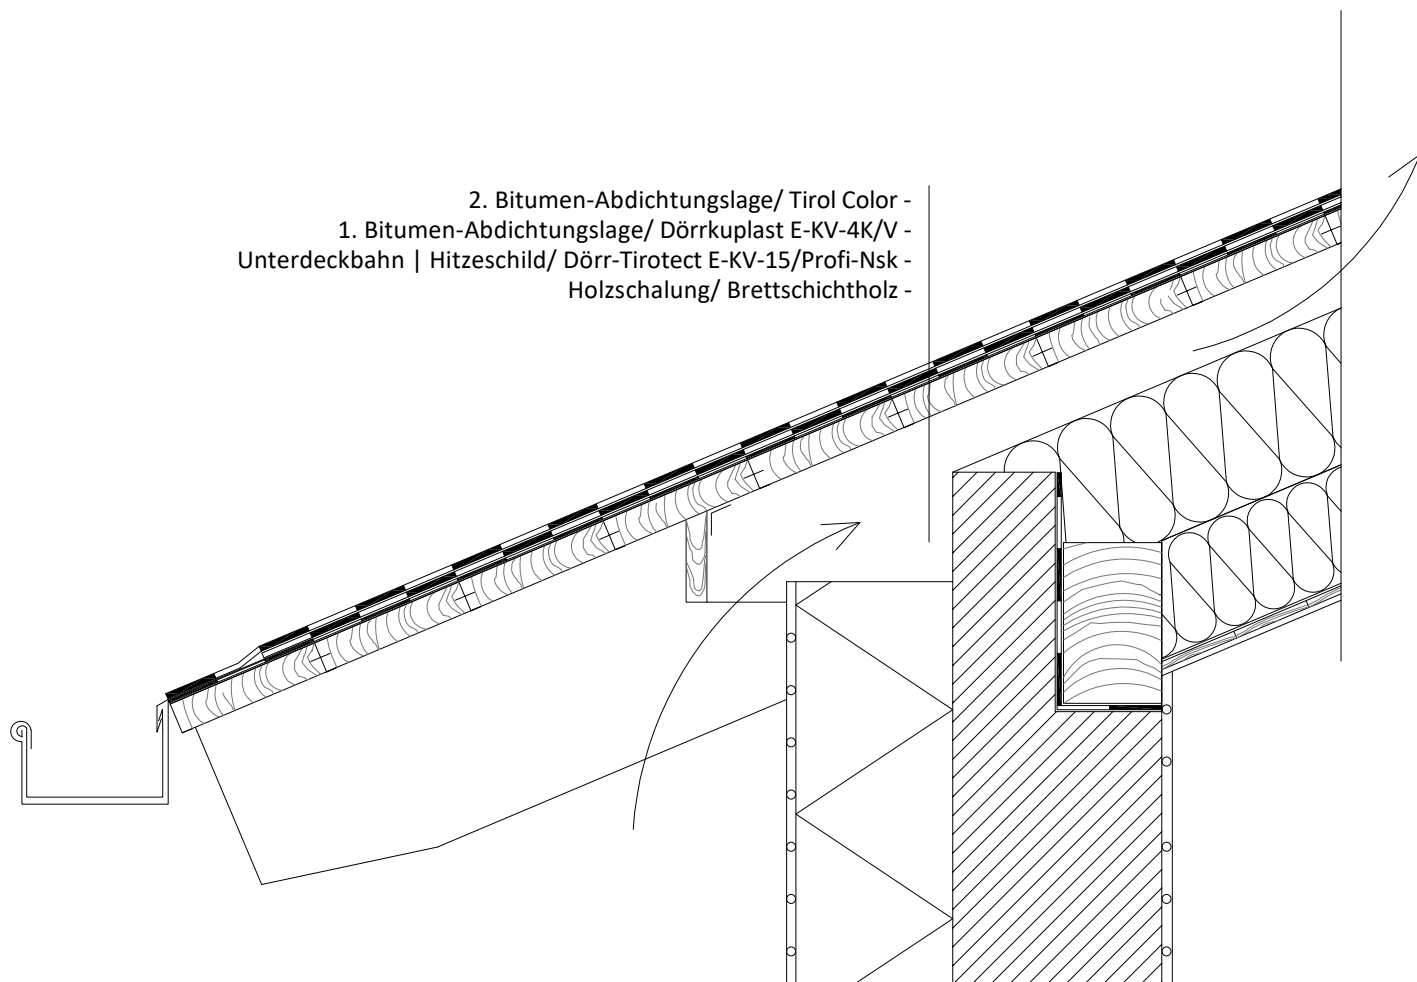 2. Bitumen-Abdichtungslage/ Tirol Color -
1. Bitumen-Abdichtungslage/ Dörrkuplast E-KV-4K/V -
Unterdeckbahn | Hitzeschild/ Dörr-Tirotect E-KV-15/Profi-Nsk -
Holzschalung/ Brettschichtholz -